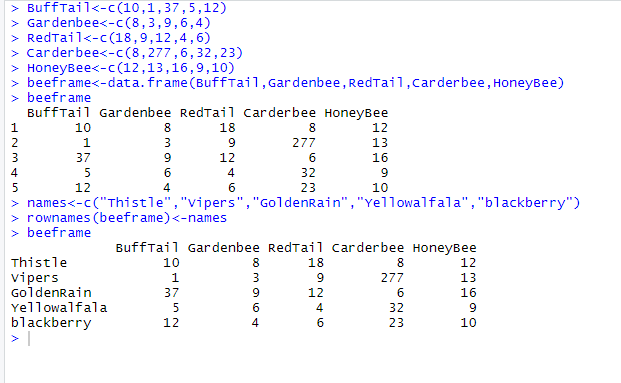 > BuffTail<-c(10,1,37,5,12)
> Gardenbee<-c(8,3,9,6,4)
> RedTail<-c(18,9,12,4,6)
> Carderbee<-c(8,277,6,32,23)
> HoneyBee<-c(12,13,16,9,10)
> beeframe<-data.frame(BuffTail,Gardenbee,RedTail,Carderbee,HoneyBee)
> beeframe
  BuffTail Gardenbee RedTail Carderbee HoneyBee
1       10         8      18         8       12
2        1         3       9       277       13
3       37         9      12         6       16
4        5         6       4        32        9
5       12         4       6        23       10
> names<-c("Thistle","Vipers","GoldenRain","Yellowalfala","blackberry")
> rownames(beeframe)<-names
> beeframe
             BuffTail Gardenbee RedTail Carderbee HoneyBee
Thistle            10         8      18         8       12
Vipers              1         3       9       277       13
GoldenRain         37         9      12         6       16
Yellowalfala        5         6       4        32        9
blackberry         12         4       6        23       10
>